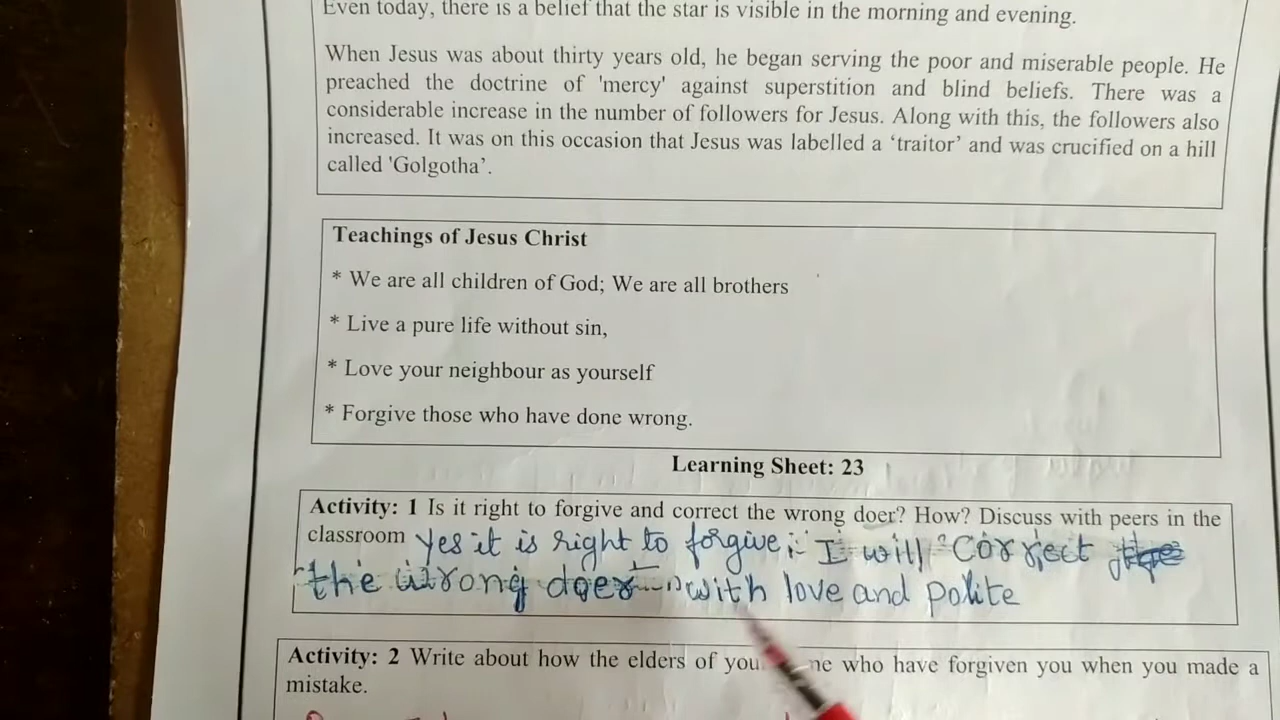 Even today, there is a belief that the star is visible in the morning and evening.
When Jesus was about thirty years old, he began serving the poor and miserable people. He
preached the doctrine of 'mercy' against superstition and blind beliefs. There was a
considerable increase in the number of followers for Jesus. Along with this, the followers also
increased. It was on this occasion that Jesus was labelled a ‘traitor’ and was crucified on a hill
called 'Golgotha’.
Teachings of Jesus Christ
* We are all children of God; We are all brothers
* Live a pure life without sin,
* Love your neighbour as yourself
* Forgive those who have done wrong.
Learning Sheet: 23
Activity: 1 Is it right to forgive and correct the wrong doer? How? Discuss with peers in the
classroom yes it is right to forgive. I will correct
the wrong doer with love and polite
Activity: 2 Write about how the elders of who have forgiven you when you made a
mistake.